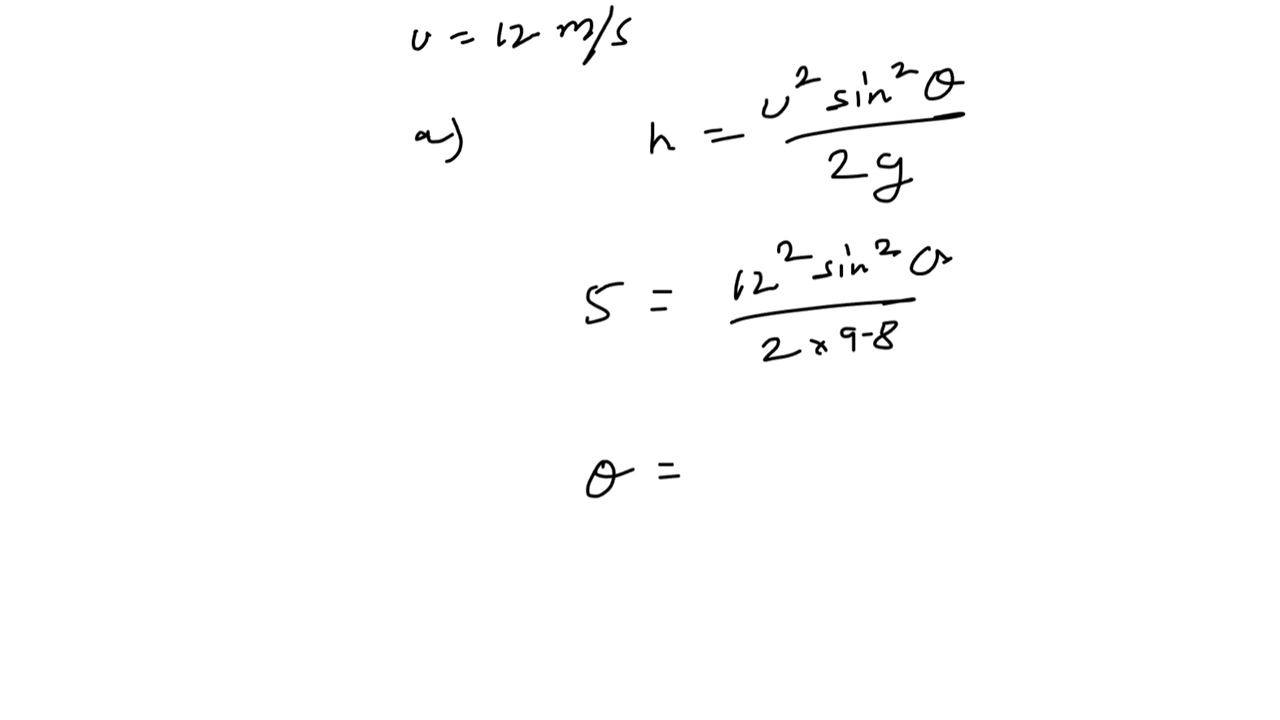 u = 12 m/s
a) h = u² sin² θ / 2g
5 = 12² sin² θ / 2 × 9.8
θ =